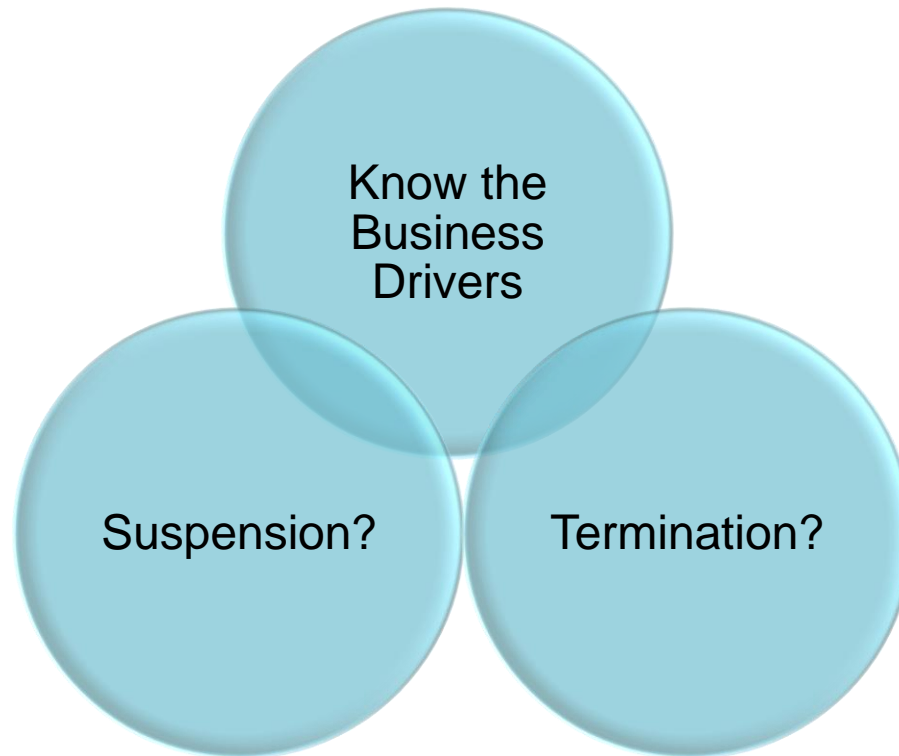 Know the
Business
Drivers
Suspension?
Termination?